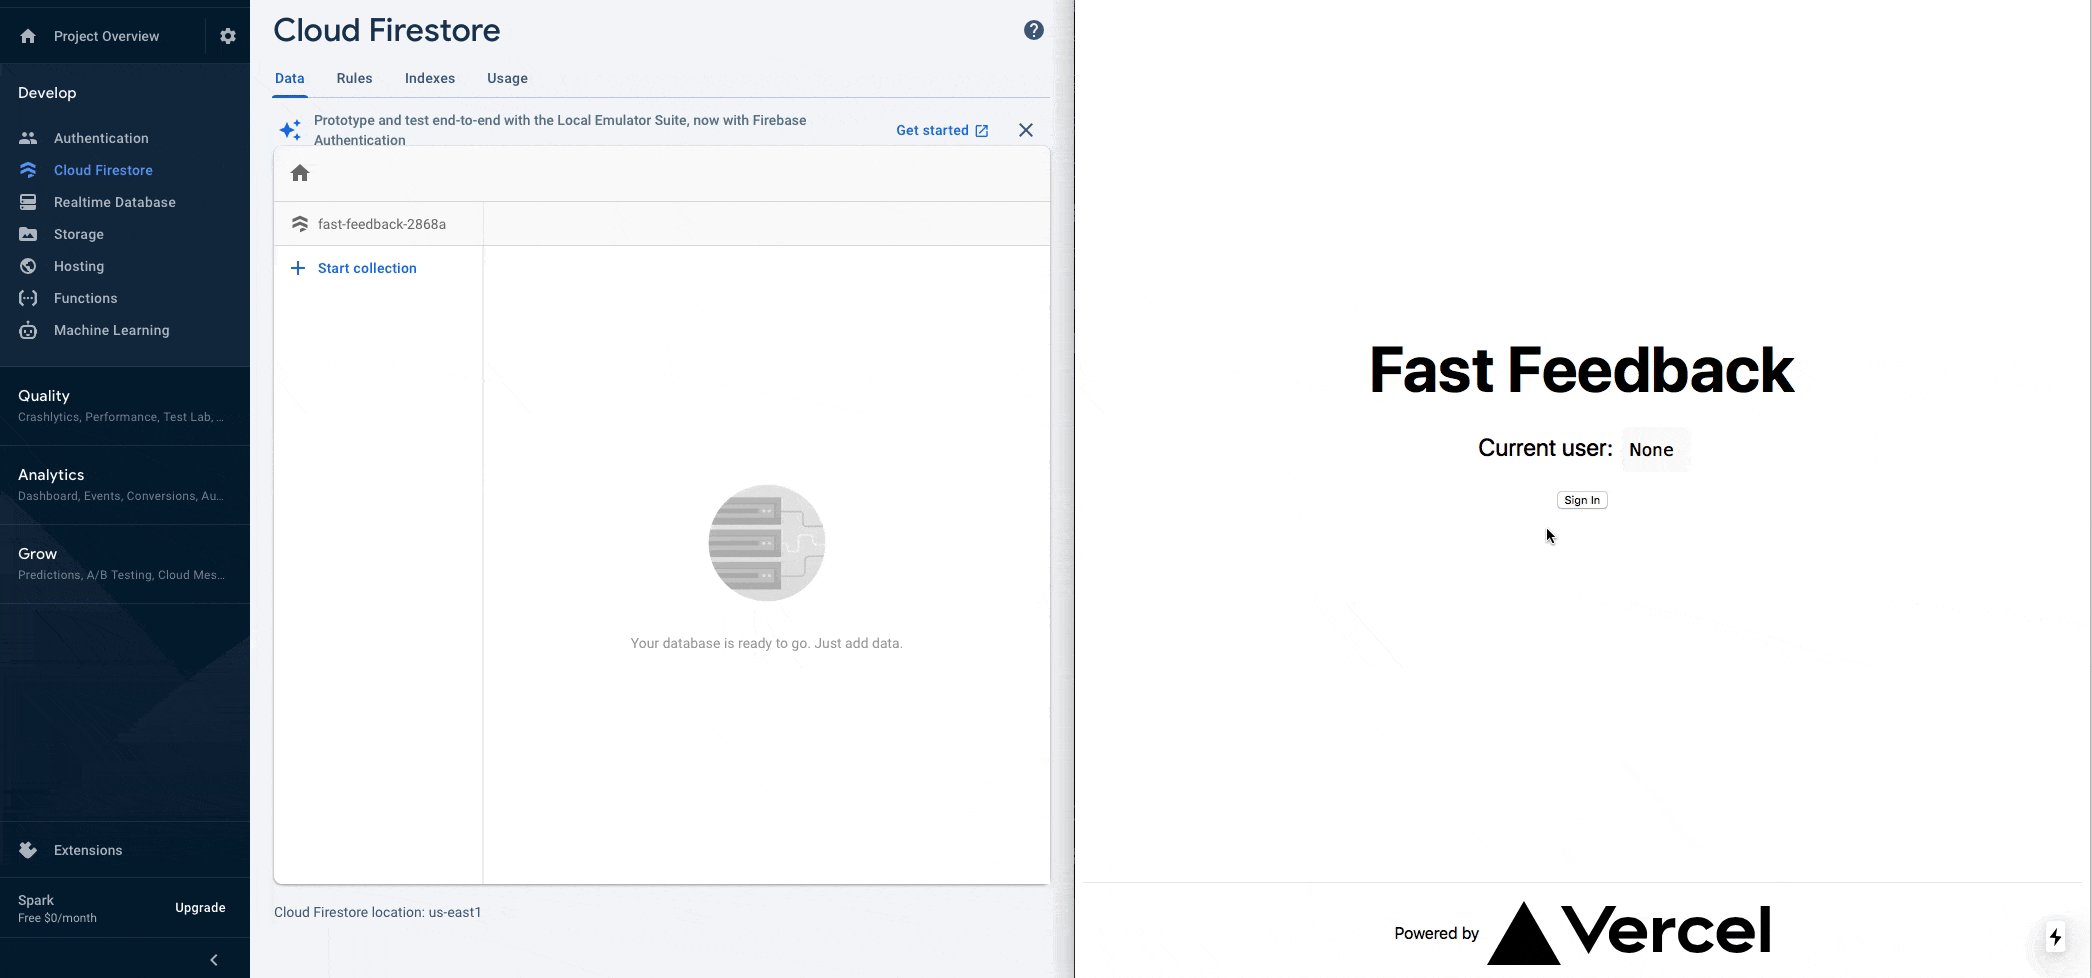 Project Overview
Develop
Authentication
Cloud Firestore
Realtime Database
Storage
Hosting
Functions
Machine Learning
Quality
Crashlytics, Performance, Test Lab, ...
Analytics
Dashboard, Events, Conversions, Au...
Grow
Predictions, A/B Testing, Cloud Mes...
Extensions
Spark
Free $0/month
Upgrade
Cloud Firestore
Data Rules Indexes Usage
Prototype and test end-to-end with the Local Emulator Suite, now with Firebase
Authentication
Get started
fast-feedback-2868a
Start collection
Your database is ready to go. Just add data.
Cloud Firestore location: us-east1
Fast Feedback
Current user: None
Sign In
Powered by Vercel